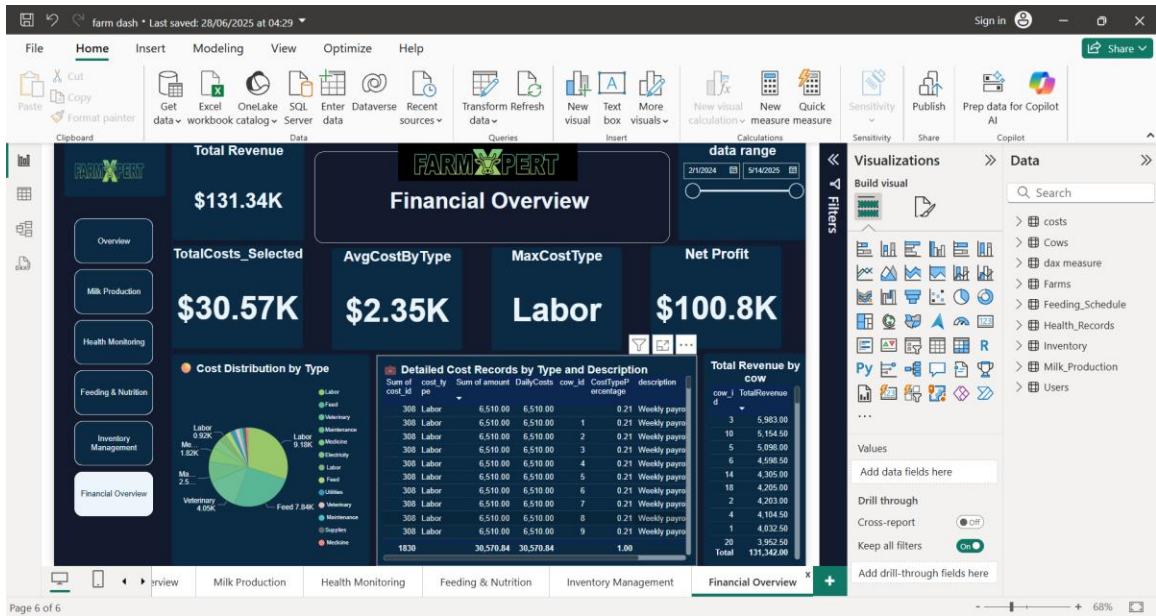 farm dash • Last saved: 28/06/2025 at 04:29
Sign in
File Home Insert Modeling View Optimize Help
Share
Paste
Cut
Copy
Format painter
Clipboard
Get data
Excel workbook
OneLake catalog
SQL Server
Enter data
Dataverse
Recent sources
Data
Transform data
Refresh
Queries
New visual
Text box
More visuals
Insert
New visual calculation
New measure
Quick measure
Calculations
Sensitivity
Sensitivity
Publish
Share
Prep data for Copilot AI
Copilot
FARMXPERT
Overview
Milk Production
Health Monitoring
Feeding & Nutrition
Inventory Management
Financial Overview
Total Revenue
$131.34K
FARMXPERT
Financial Overview
data range
2/1/2024 5/14/2025
TotalCosts_Selected
$30.57K
AvgCostByType
$2.35K
MaxCostType
Labor
Net Profit
$100.8K
Cost Distribution by Type
Labor 0.92K
Me... 1.82K
Ma... 2.5...
Veterinary 4.05K
Feed 7.84K
Labor 9.18K
Labor
Feed
Veterinary
Maintenance
Medicine
Electricity
Labor
Feed
Utilities
Veterinary
Maintenance
Supplies
Medicine
Detailed Cost Records by Type and Description
Sum of cost_id cost_type Sum of amount DailyCosts cow_id CostTypePercentage description
308 Labor 6,510.00 6,510.00 0.21 Weekly payro
308 Labor 6,510.00 6,510.00 1 0.21 Weekly payro
308 Labor 6,510.00 6,510.00 2 0.21 Weekly payro
308 Labor 6,510.00 6,510.00 3 0.21 Weekly payro
308 Labor 6,510.00 6,510.00 4 0.21 Weekly payro
308 Labor 6,510.00 6,510.00 5 0.21 Weekly payro
308 Labor 6,510.00 6,510.00 6 0.21 Weekly payro
308 Labor 6,510.00 6,510.00 7 0.21 Weekly payro
308 Labor 6,510.00 6,510.00 8 0.21 Weekly payro
308 Labor 6,510.00 6,510.00 9 0.21 Weekly payro
1830 30,570.84 30,570.84 1.00
Total Revenue by cow
cow_id TotalRevenue
3 5,983.00
10 5,154.50
5 5,098.00
6 4,598.50
14 4,305.00
18 4,205.00
2 4,203.00
4 4,104.50
1 4,032.50
20 3,952.50
Total 131,342.00
Filters
Visualizations
Build visual
R
Py
123
Values
Add data fields here
Drill through
Cross-report
Off
Keep all filters
On
Add drill-through fields here
Data
Search
costs
Cows
dax measure
Farms
Feeding_Schedule
Health_Records
Inventory
Milk_Production
Users
erview
Milk Production
Health Monitoring
Feeding & Nutrition
Inventory Management
Financial Overview
Page 6 of 6
68%